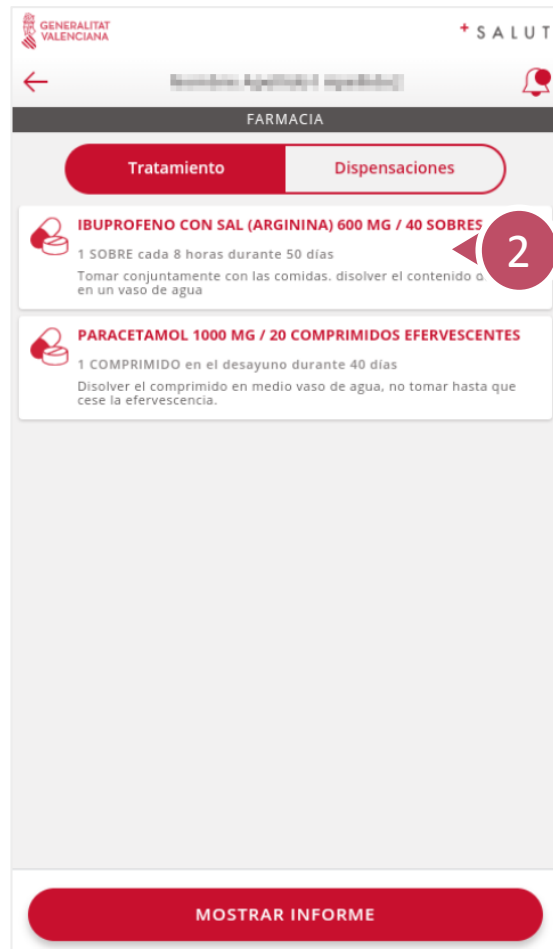 GENERALITAT
VALENCIANA
+ SALUT
FARMACIA
Tratamiento
Dispensaciones
IBUPROFENO CON SAL (ARGININA) 600 MG / 40 SOBRES
1 SOBRE cada 8 horas durante 50 días
2
Tomar conjuntamente con las comidas. disolver el contenido
en un vaso de agua
PARACETAMOL 1000 MG / 20 COMPRIMIDOS EFERVESCENTES
1 COMPRIMIDO en el desayuno durante 40 días
Disolver el comprimido en medio vaso de agua, no tomar hasta que
cese la efervescencia.
MOSTRAR INFORME